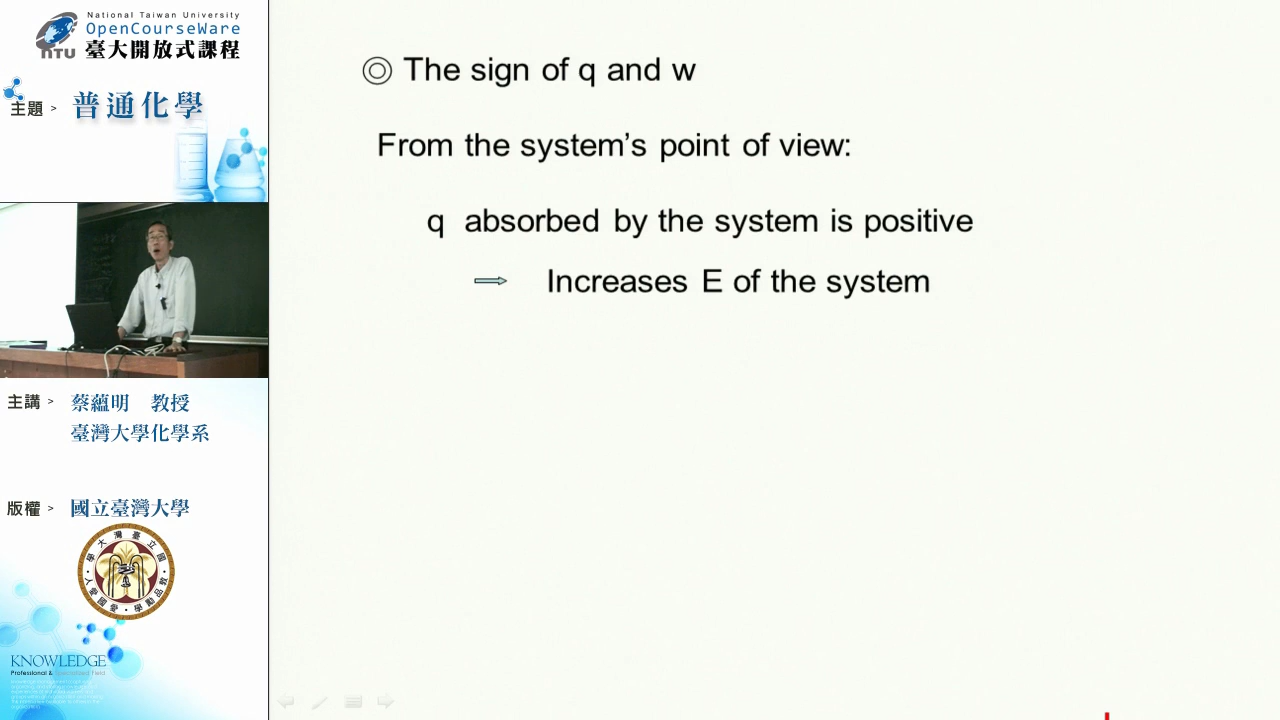 National Taiwan University
OpenCourseWare
NTU 臺大開放式課程
主題 > 普通化學
主講 > 蔡蘊明 教授
臺灣大學化學系
版權 > 國立臺灣大學
KNOWLEDGE
◎ The sign of q and w
From the system's point of view:
q absorbed by the system is positive
⇒ Increases E of the system